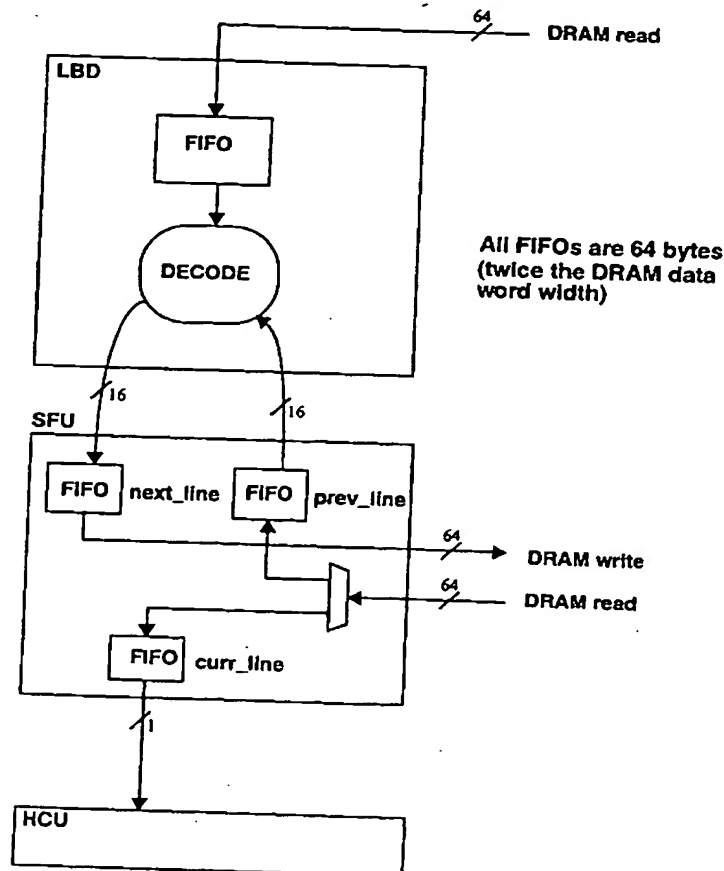 64
DRAM read
LBD
FIFO
DECODE
All FIFOs are 64 bytes
(twice the DRAM data
word width)
16
16
SFU
FIFO
next_line
FIFO
prev_line
64
DRAM write
64
DRAM read
FIFO
curr_line
1
HCU